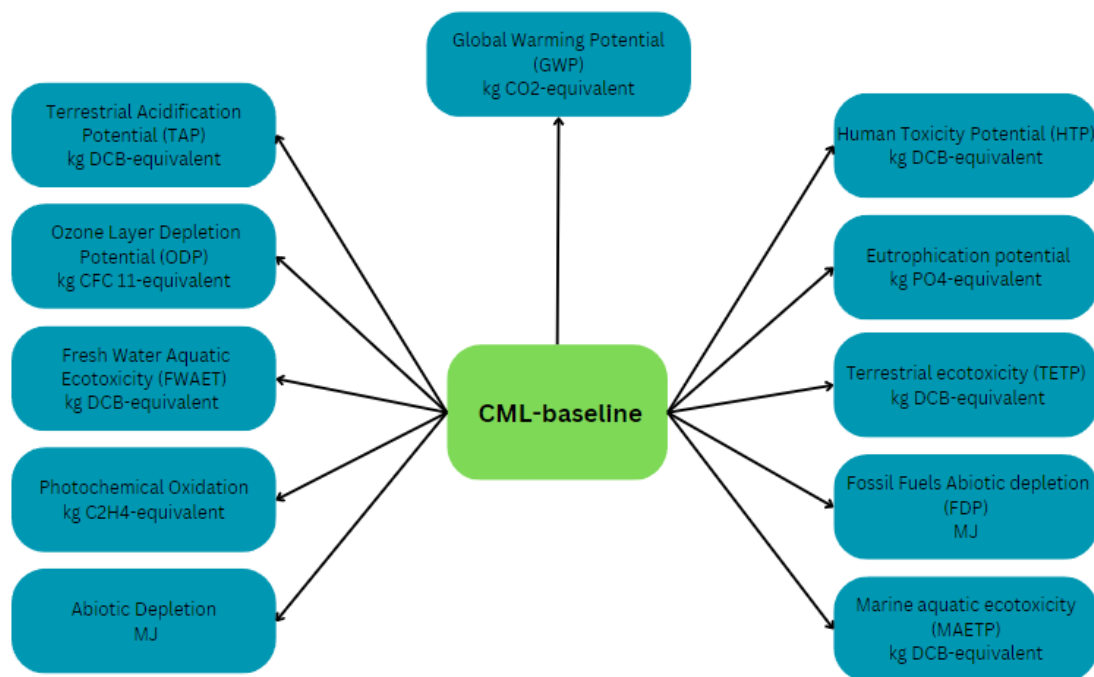 Global Warming Potential
(GWP)
kg CO2-equivalent
Terrestrial Acidification
Potential (TAP)
kg DCB-equivalent
Ozone Layer Depletion
Potential (ODP)
kg CFC 11-equivalent
Fresh Water Aquatic
Ecotoxicity (FWAET)
kg DCB-equivalent
Photochemical Oxidation
kg C2H4-equivalent
Abiotic Depletion
MJ
CML-baseline
Human Toxicity Potential (HTP)
kg DCB-equivalent
Eutrophication potential
kg PO4-equivalent
Terrestrial ecotoxicity (TETP)
kg DCB-equivalent
Fossil Fuels Abiotic depletion
(FDP)
MJ
Marine aquatic ecotoxicity
(MAETP)
kg DCB-equivalent